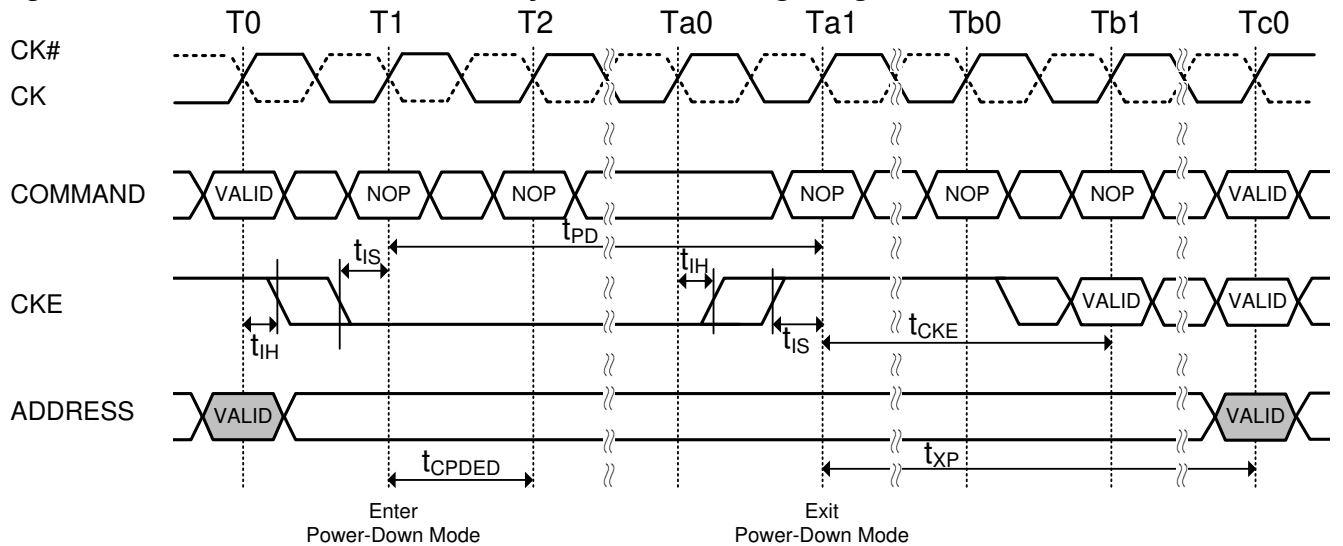 T0 T1 T2 Ta0 Ta1 Tb0 Tb1 Tc0
CK#
CK
COMMAND VALID NOP NOP NOP NOP NOP VALID
tPD
tIS tIH
CKE VALID VALID
tIH tIS tCKE
ADDRESS VALID VALID
tCPDED tXP
Enter
Power-Down Mode
Exit
Power-Down Mode